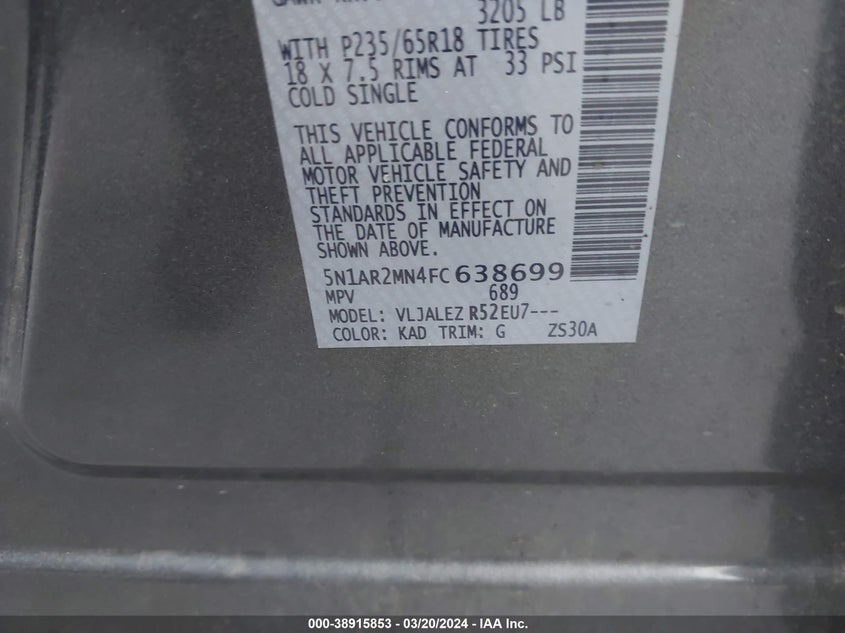 3205 LB
WITH P235/65R18 TIRES
18 X 7.5 RIMS AT 33 PSI
COLD SINGLE
THIS VEHICLE CONFORMS TO
ALL APPLICABLE FEDERAL
MOTOR VEHICLE SAFETY AND
THEFT PREVENTION
STANDARDS IN EFFECT ON
THE DATE OF MANUFACTURE
SHOWN ABOVE.
5N1AR2MN4FC638699
MPV 689
MODEL: VLJALEZ R52EU7---
COLOR: KAD TRIM: G ZS30A
000-38915853 - 03/20/2024 - IAA Inc.